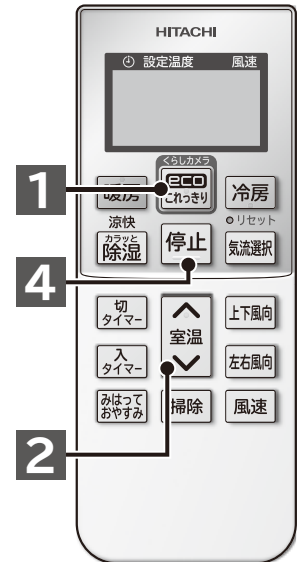 HITACHI
設定温度 風速
くらしカメラ
1
eco
これっきり
暖房
冷房
涼快
リセット
カラッと
除湿
停止
気流選択
4
切
タイマー
室温
上下風向
入
タイマー
左右風向
2
みはって
おやすみ
掃除
風速